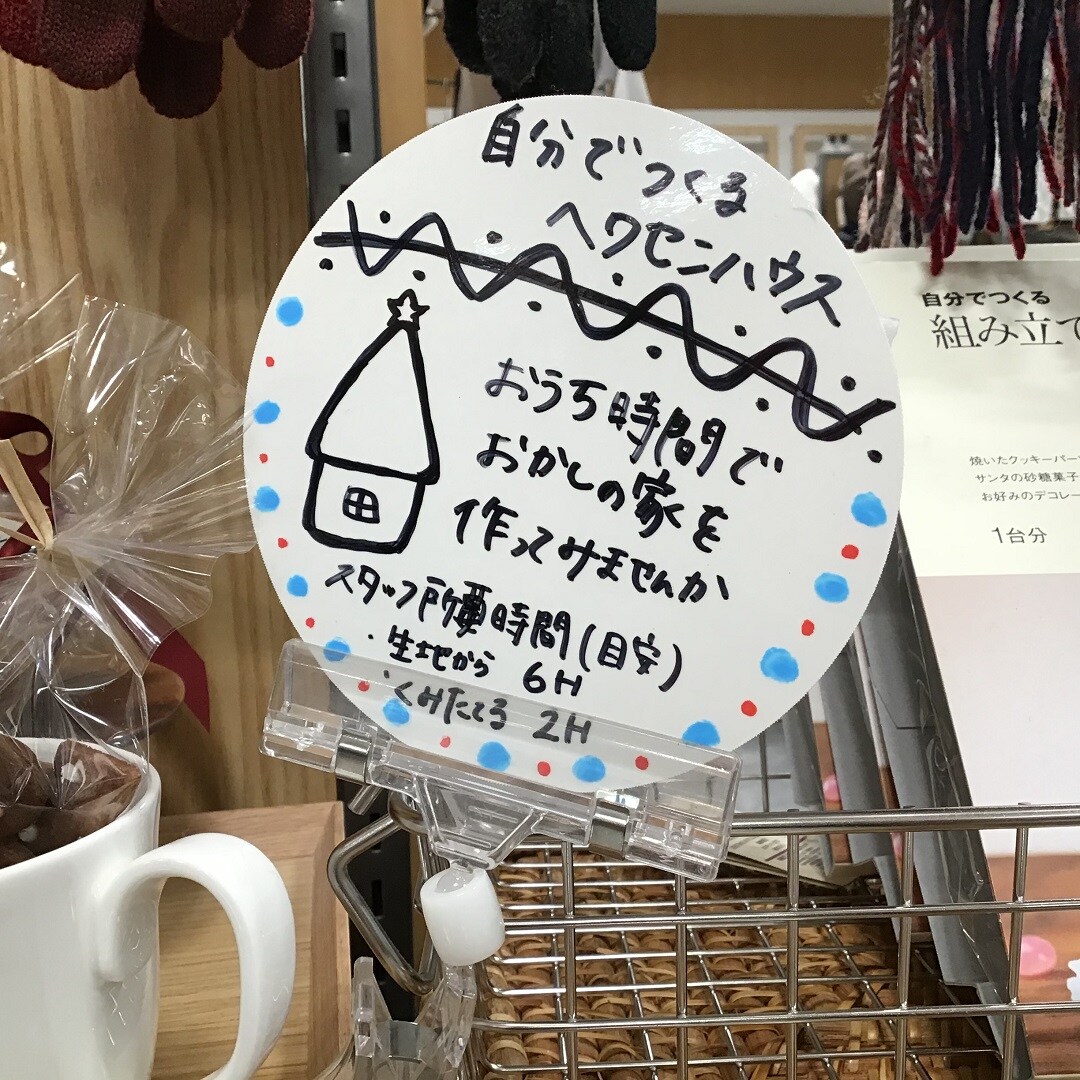 自分でつくる
ヘクセンハウス
おうち時間で
おかしの家を
作ってみませんか
スタッフ所要時間(目安)
・生地から 6H
・くみたてる 2H
自分でつくる
組み立て
焼いたクッキーパー
サンタの砂糖菓子
お好みのデコレー
1台分